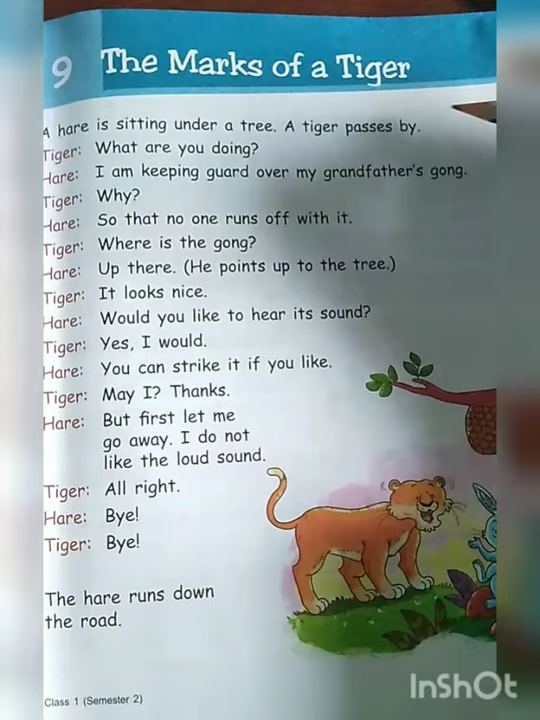 9 The Marks of a Tiger
A hare is sitting under a tree. A tiger passes by.
Tiger: What are you doing?
Hare: I am keeping guard over my grandfather's gong.
Tiger: Why?
Hare: So that no one runs off with it.
Tiger: Where is the gong?
Hare: Up there. (He points up to the tree.)
Tiger: It looks nice.
Hare: Would you like to hear its sound?
Tiger: Yes, I would.
Hare: You can strike it if you like.
Tiger: May I? Thanks.
Hare: But first let me
go away. I do not
like the loud sound.
Tiger: All right.
Hare: Bye!
Tiger: Bye!
The hare runs down
the road.
Class 1 (Semester 2)
InShOt